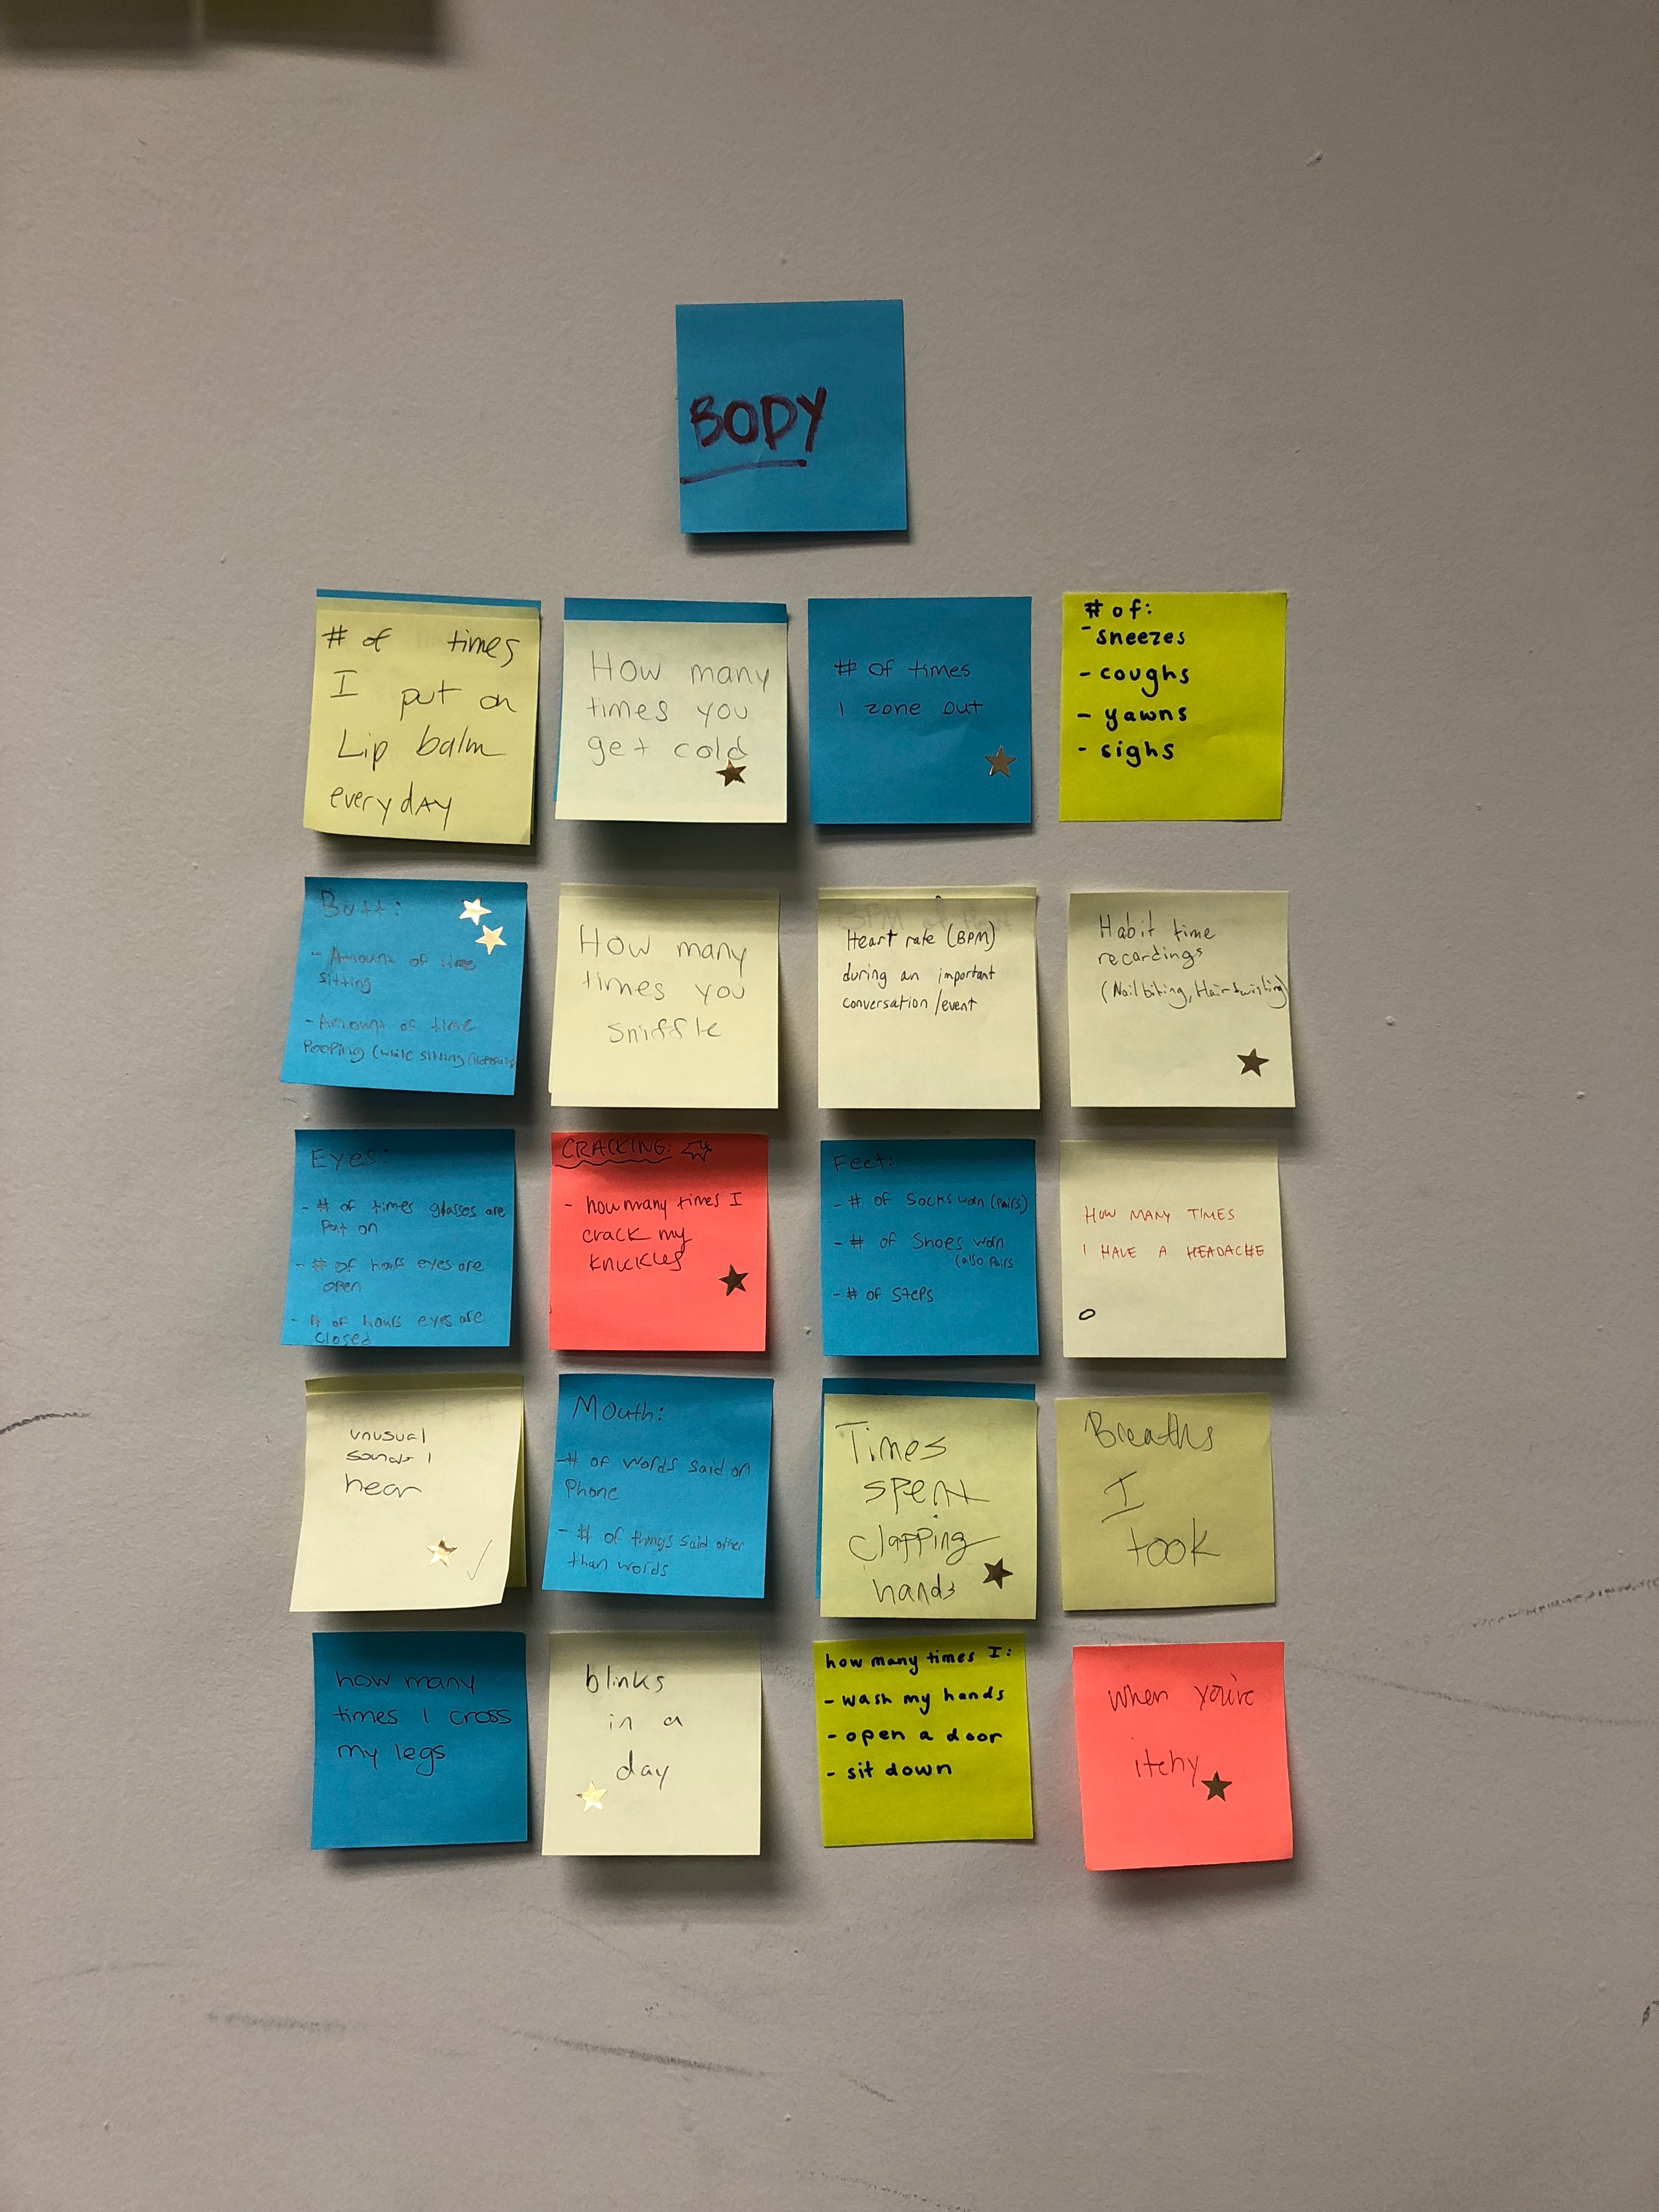 BODY
# of times
I put on
Lip balm
everydAY
How many
times you
get cold
# of times
I zone out
# of:
- sneezes
- coughs
- yawns
- sighs
Butt:
- Amount of time
sitting
- Amount of time
Pooping (while sitting
How many
times you
sniffle
Heart rate (BPM)
during an important
conversation/event
Habit time
recordings
(Nail biting, Hair twisting)
Eyes:
- # of times glasses are
Put on
- # of hours eyes are
open
- # of hours eyes are
closed
CRACKING:
- how many times I
crack my
knuckles
Feet:
- # of Socks worn (pairs)
- # of Shoes worn
(also pairs
- # of Steps
HOW MANY TIMES
I HAVE A HEADACHE
unusual
sounds I
hear
Mouth:
- # of words said on
Phone
- # of things said other
than words
Times
spent
clapping
hands
Breaths
I
took
how many
times I cross
my legs
blinks
in a
day
how many times I:
- wash my hands
- open a door
- sit down
when you're
itchy